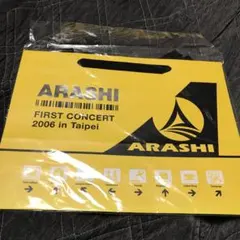 ARASHI
FIRST CONCERT
2006 in Taipei
ARASHI